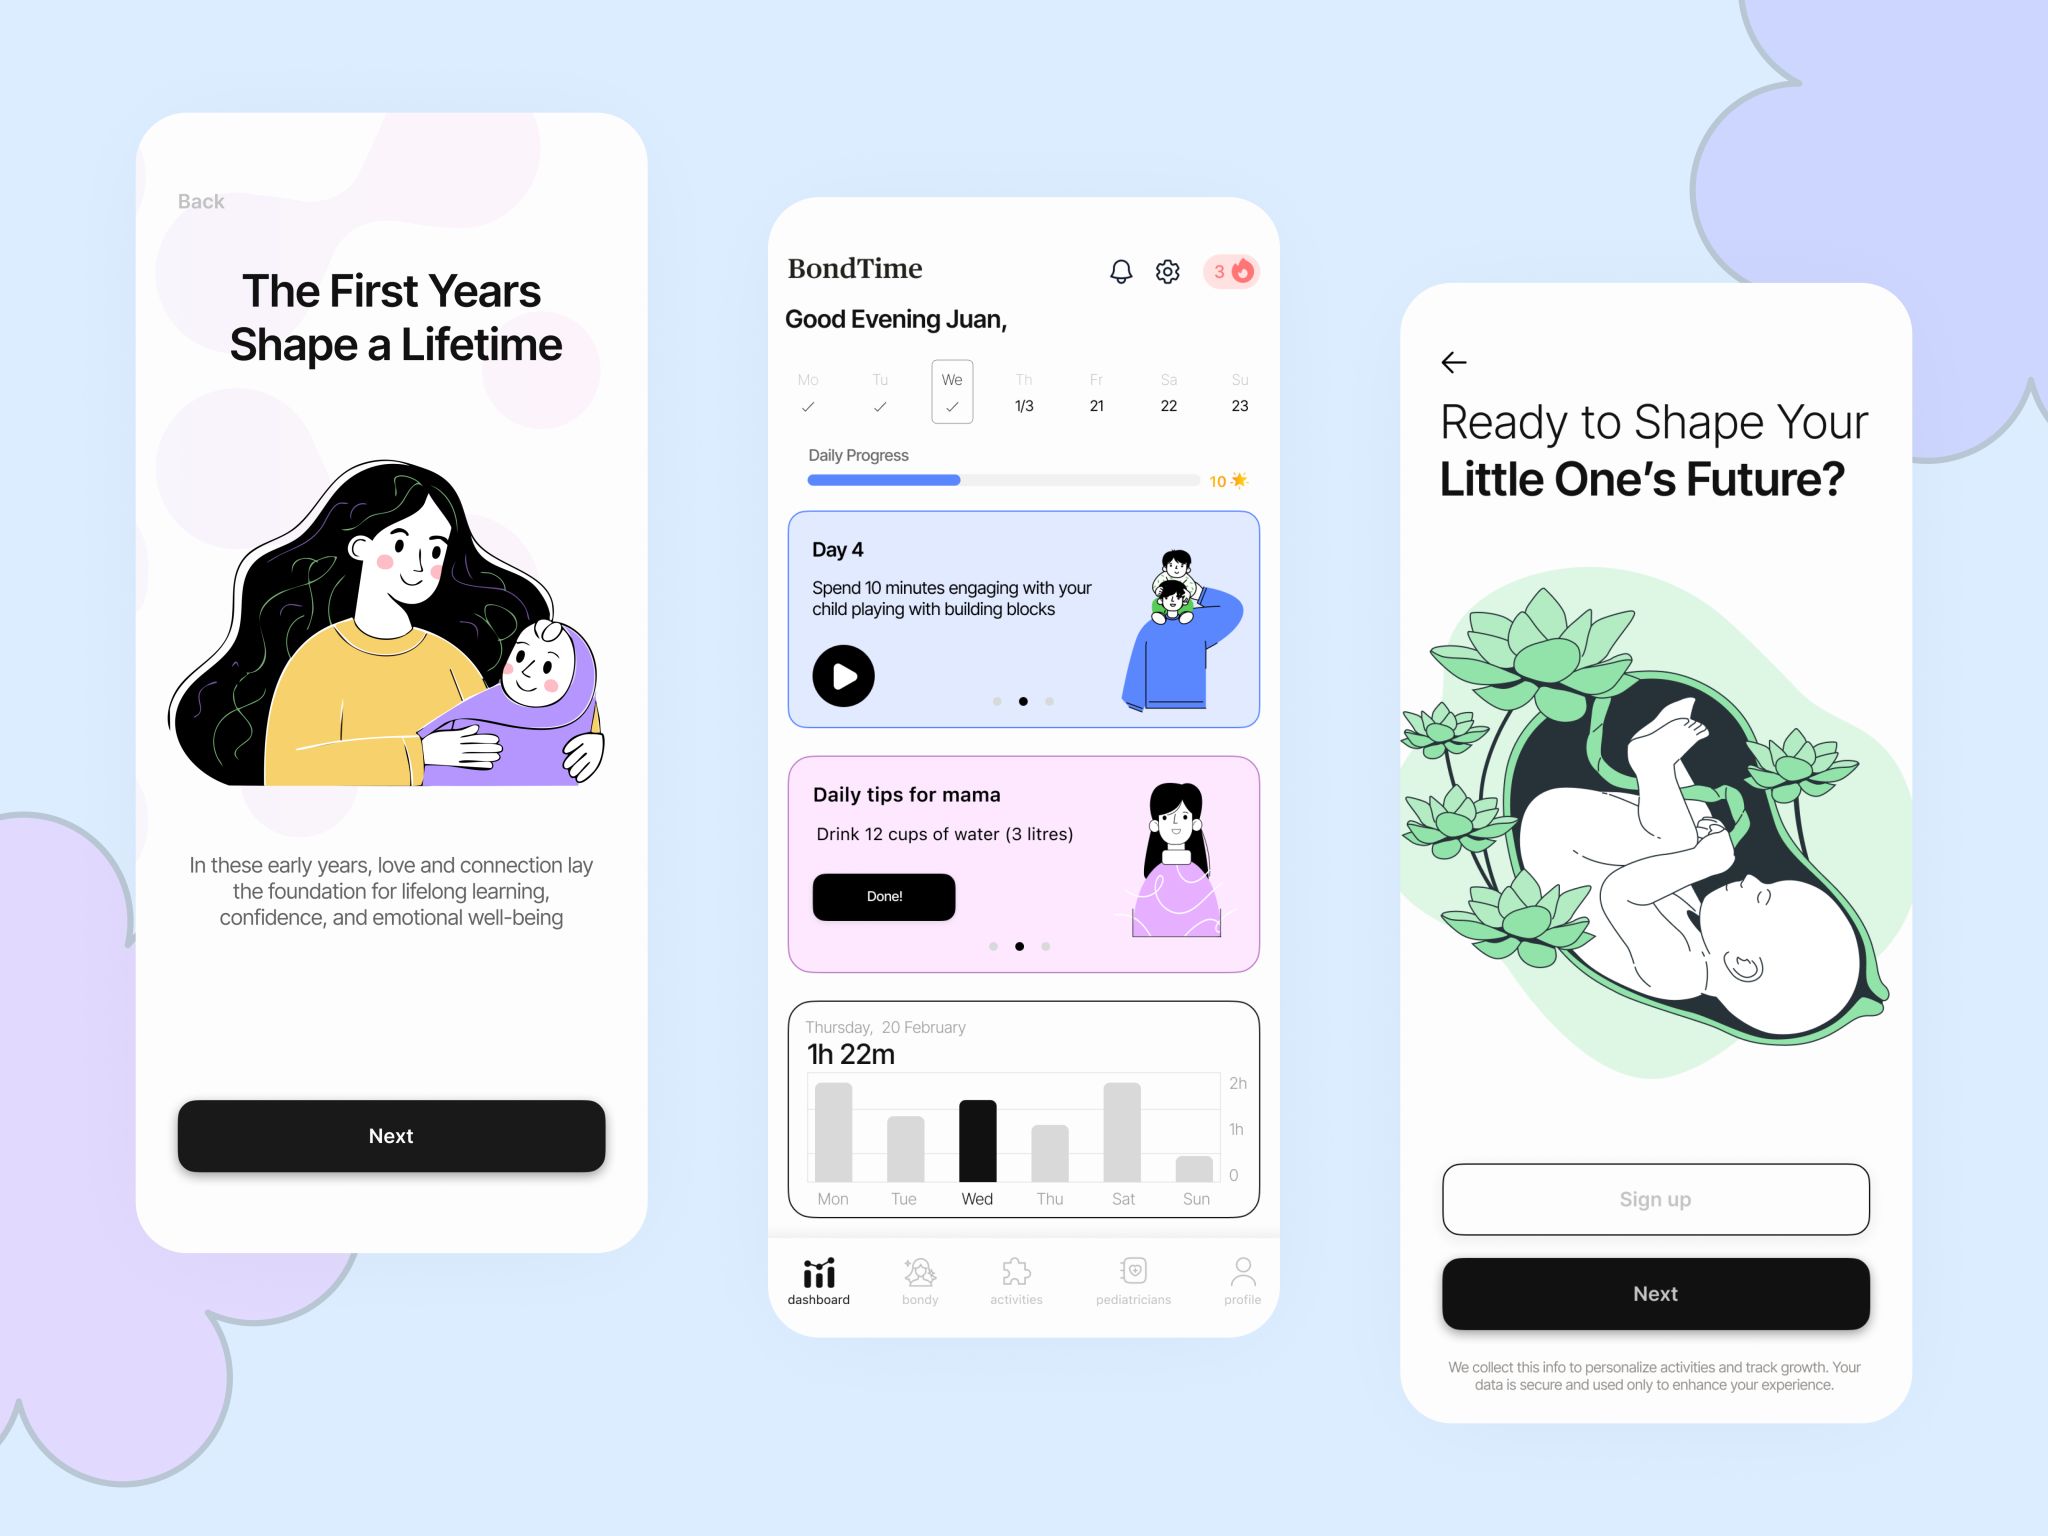 Back
The First Years
Shape a Lifetime
In these early years, love and connection lay
the foundation for lifelong learning,
confidence, and emotional well-being
Next
BondTime
3
Good Evening Juan,
Mo Tu We Th Fr Sa Su
1/3 21 22 23
Daily Progress
10
Day 4
Spend 10 minutes engaging with your
child playing with building blocks
Daily tips for mama
Drink 12 cups of water (3 litres)
Done!
Thursday, 20 February
1h 22m
2h
1h
0
Mon Tue Wed Thu Sat Sun
dashboard bondy activities pediatricians profile
Ready to Shape Your
Little One’s Future?
Sign up
Next
We collect this info to personalize activities and track growth. Your
data is secure and used only to enhance your experience.